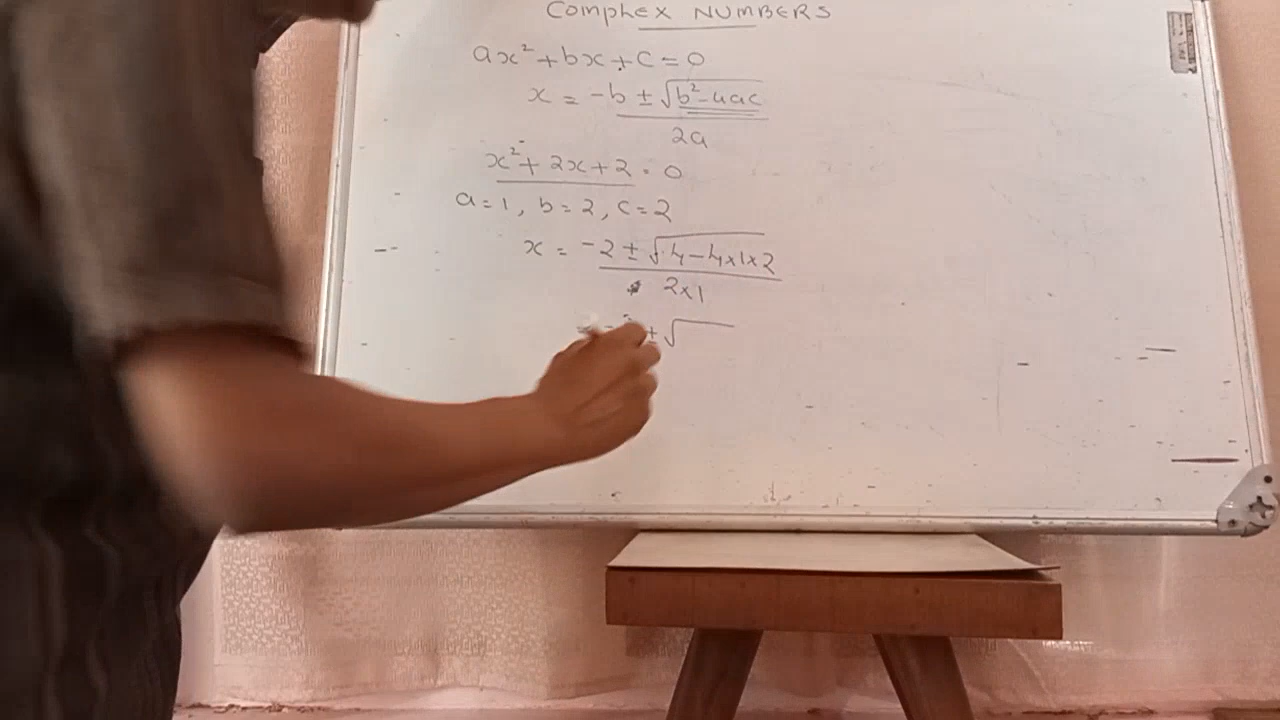 Complex NUMBERS
ax² + bx + c = 0
x = -b ± √b² - 4ac
2a
x² + 2x + 2 = 0
a = 1, b = 2, c = 2
x = -2 ± √4 - 4x1x2
2x1
± √